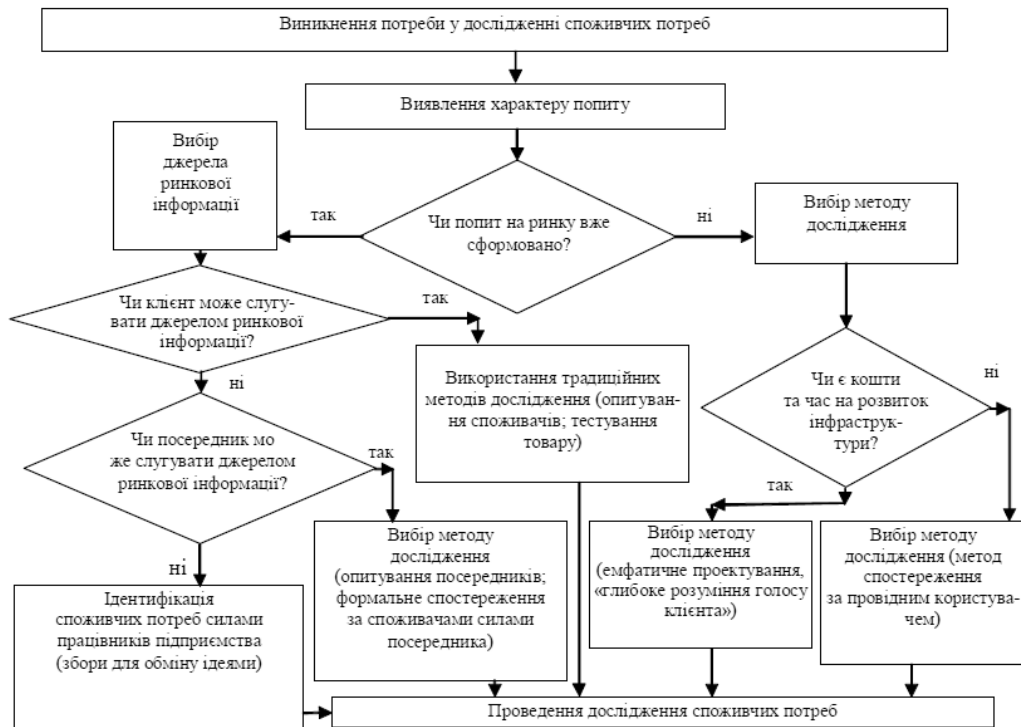 Виникнення потреби у дослідженні споживчих потреб
Виявлення характеру попиту
Вибір
джерела
ринкової
інформації
так
Чи попит на ринку вже
сформовано?
ні
Вибір методу
дослідження
Чи клієнт може слугу-
вати джерелом ринкової
інформації?
так
ні
Використання традиційних
методів дослідження (опитуван-
ня споживачів; тестування
товару)
Чи є кошти
та час на розвиток
інфраструк-
тури?
ні
так
Чи посередник мо
же слугувати джерелом
ринкової інформації?
так
ні
Ідентифікація
споживчих потреб силами
працівників підприємства
(збори для обміну ідеями)
Вибір методу
дослідження
(опитування посередників;
формальне спостереження
за споживачами силами
посередника)
Вибір методу
дослідження
(емфатичне проектування,
«глибоке розуміння голосу
клієнта»)
Вибір методу
дослідження (метод
спостереження
за провідним користува-
чем)
Проведення дослідження споживчих потреб